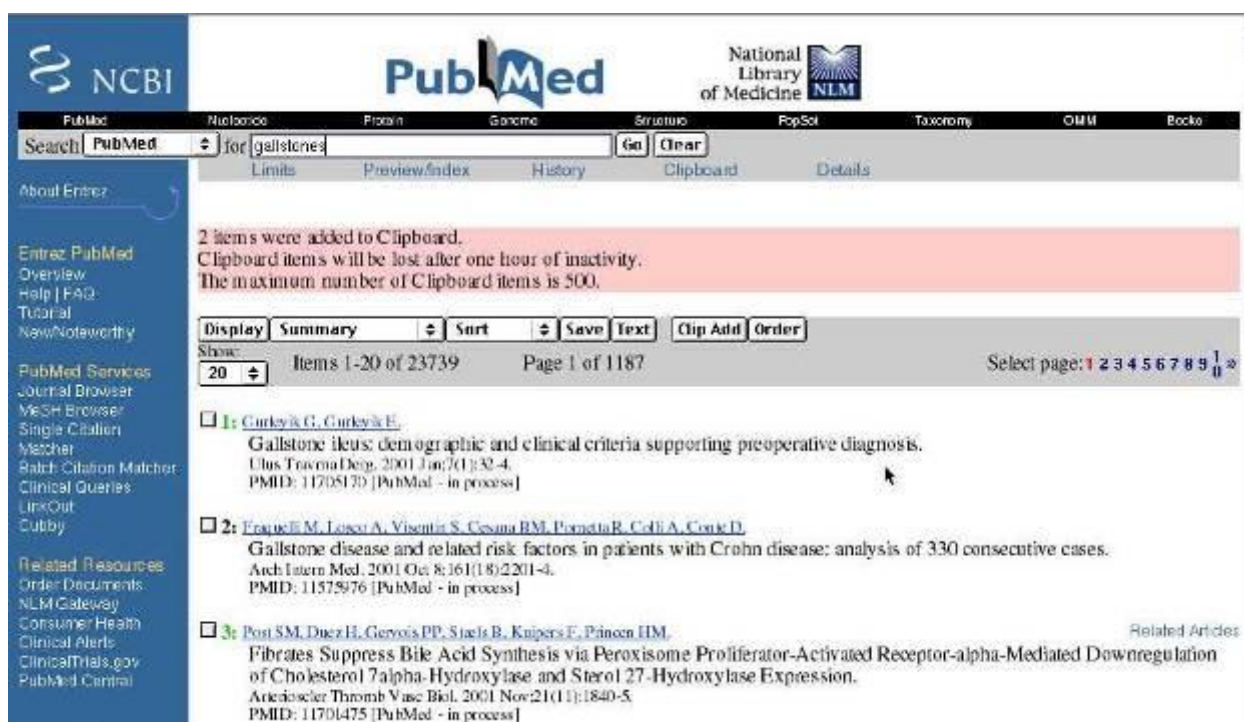 NCBI
PubMed
National
Library
of Medicine NLM
PubMed Nucleotide Protein Genome Structure PopSet Taxonomy OMIM Books
Search PubMed for gallstones Go Clear
Limits Preview/Index History Clipboard Details
About Entrez
2 items were added to Clipboard.
Clipboard items will be lost after one hour of inactivity.
The maximum number of Clipboard items is 500.
Entrez PubMed
Overview
Help | FAQ
Tutorial
New/Noteworthy
PubMed Services
Journal Browser
MeSH Browser
Single Citation
Matcher
Batch Citation Matcher
Clinical Queries
LinkOut
Cubby
Related Resources
Order Documents
NLM Gateway
Consumer Health
Clinical Alerts
ClinicalTrials.gov
PubMed Central
Display Summary Sort Save Text Clip Add Order
Show:
20 Items 1-20 of 23739 Page 1 of 1187 Select page: 1 2 3 4 5 6 7 8 9 10 »
1: Gurleyik G, Gurleyik E.
Gallstone ileus: demographic and clinical criteria supporting preoperative diagnosis.
Ulus Travma Derg. 2001 Jan;7(1):32-4.
PMID: 11705170 [PubMed - in process]
2: Fraquelli M, Losco A, Visentin S, Cesana BM, Pometta R, Colli A, Conte D.
Gallstone disease and related risk factors in patients with Crohn disease: analysis of 330 consecutive cases.
Arch Intern Med. 2001 Oct 8;161(18):2201-4.
PMID: 11575976 [PubMed - in process]
3: Post SM, Duez H, Gervois PP, Staels B, Kuipers F, Princen HM. Related Articles
Fibrates Suppress Bile Acid Synthesis via Peroxisome Proliferator-Activated Receptor-alpha-Mediated Downregulation
of Cholesterol 7alpha-Hydroxylase and Sterol 27-Hydroxylase Expression.
Arterioscler Thromb Vasc Biol. 2001 Nov;21(11):1840-5.
PMID: 11701475 [PubMed - in process]